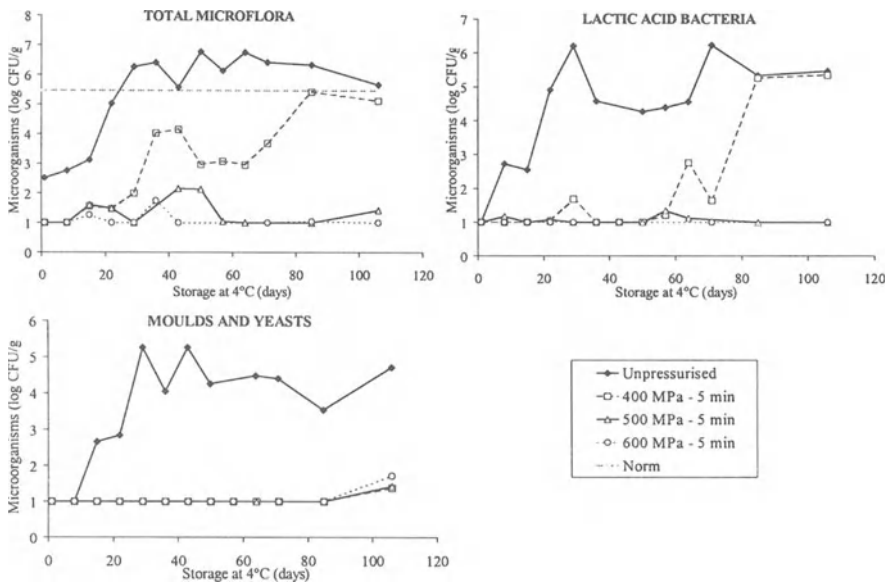 TOTAL MICROFLORA
Microorganisms (log CFU/g
8
7
6
5
4
3
2
1
0
0 20 40 60 80 100 120
Storage at 4°C (days)
LACTIC ACID BACTERIA
Microorganisms (log CFU/g
7
6
5
4
3
2
1
0
0 20 40 60 80 100 120
Storage at 4°C (days)
MOULDS AND YEASTS
Microorganisms (log CFU/g
6
5
4
3
2
1
0
0 20 40 60 80 100 120
Storage at 4°C (days)
Unpressurised
400 MPa - 5 min
500 MPa - 5 min
600 MPa - 5 min
Norm